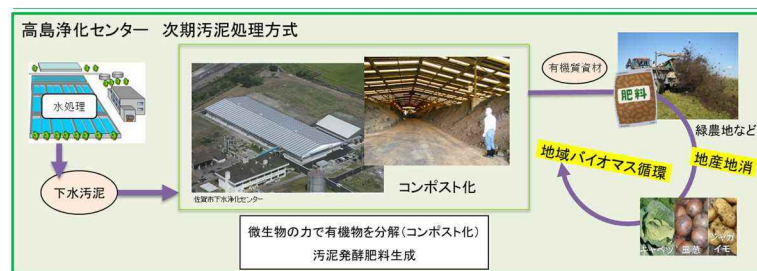 高島浄化センター 次期汚泥処理方式
水処理
下水汚泥
佐賀市下水浄化センター
コンポスト化
微生物の力で有機物を分解(コンポスト化)
汚泥発酵肥料生成
有機質資材
肥料
緑農地など
地域バイオマス循環
地産地消
キャベツ
玉葱
ジャガ
イモ